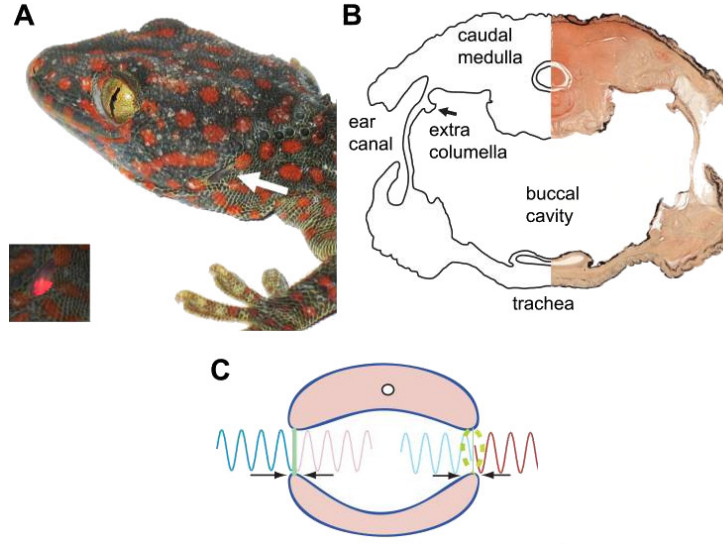 A
B
caudal
medulla
ear
canal
extra
columella
buccal
cavity
trachea
C